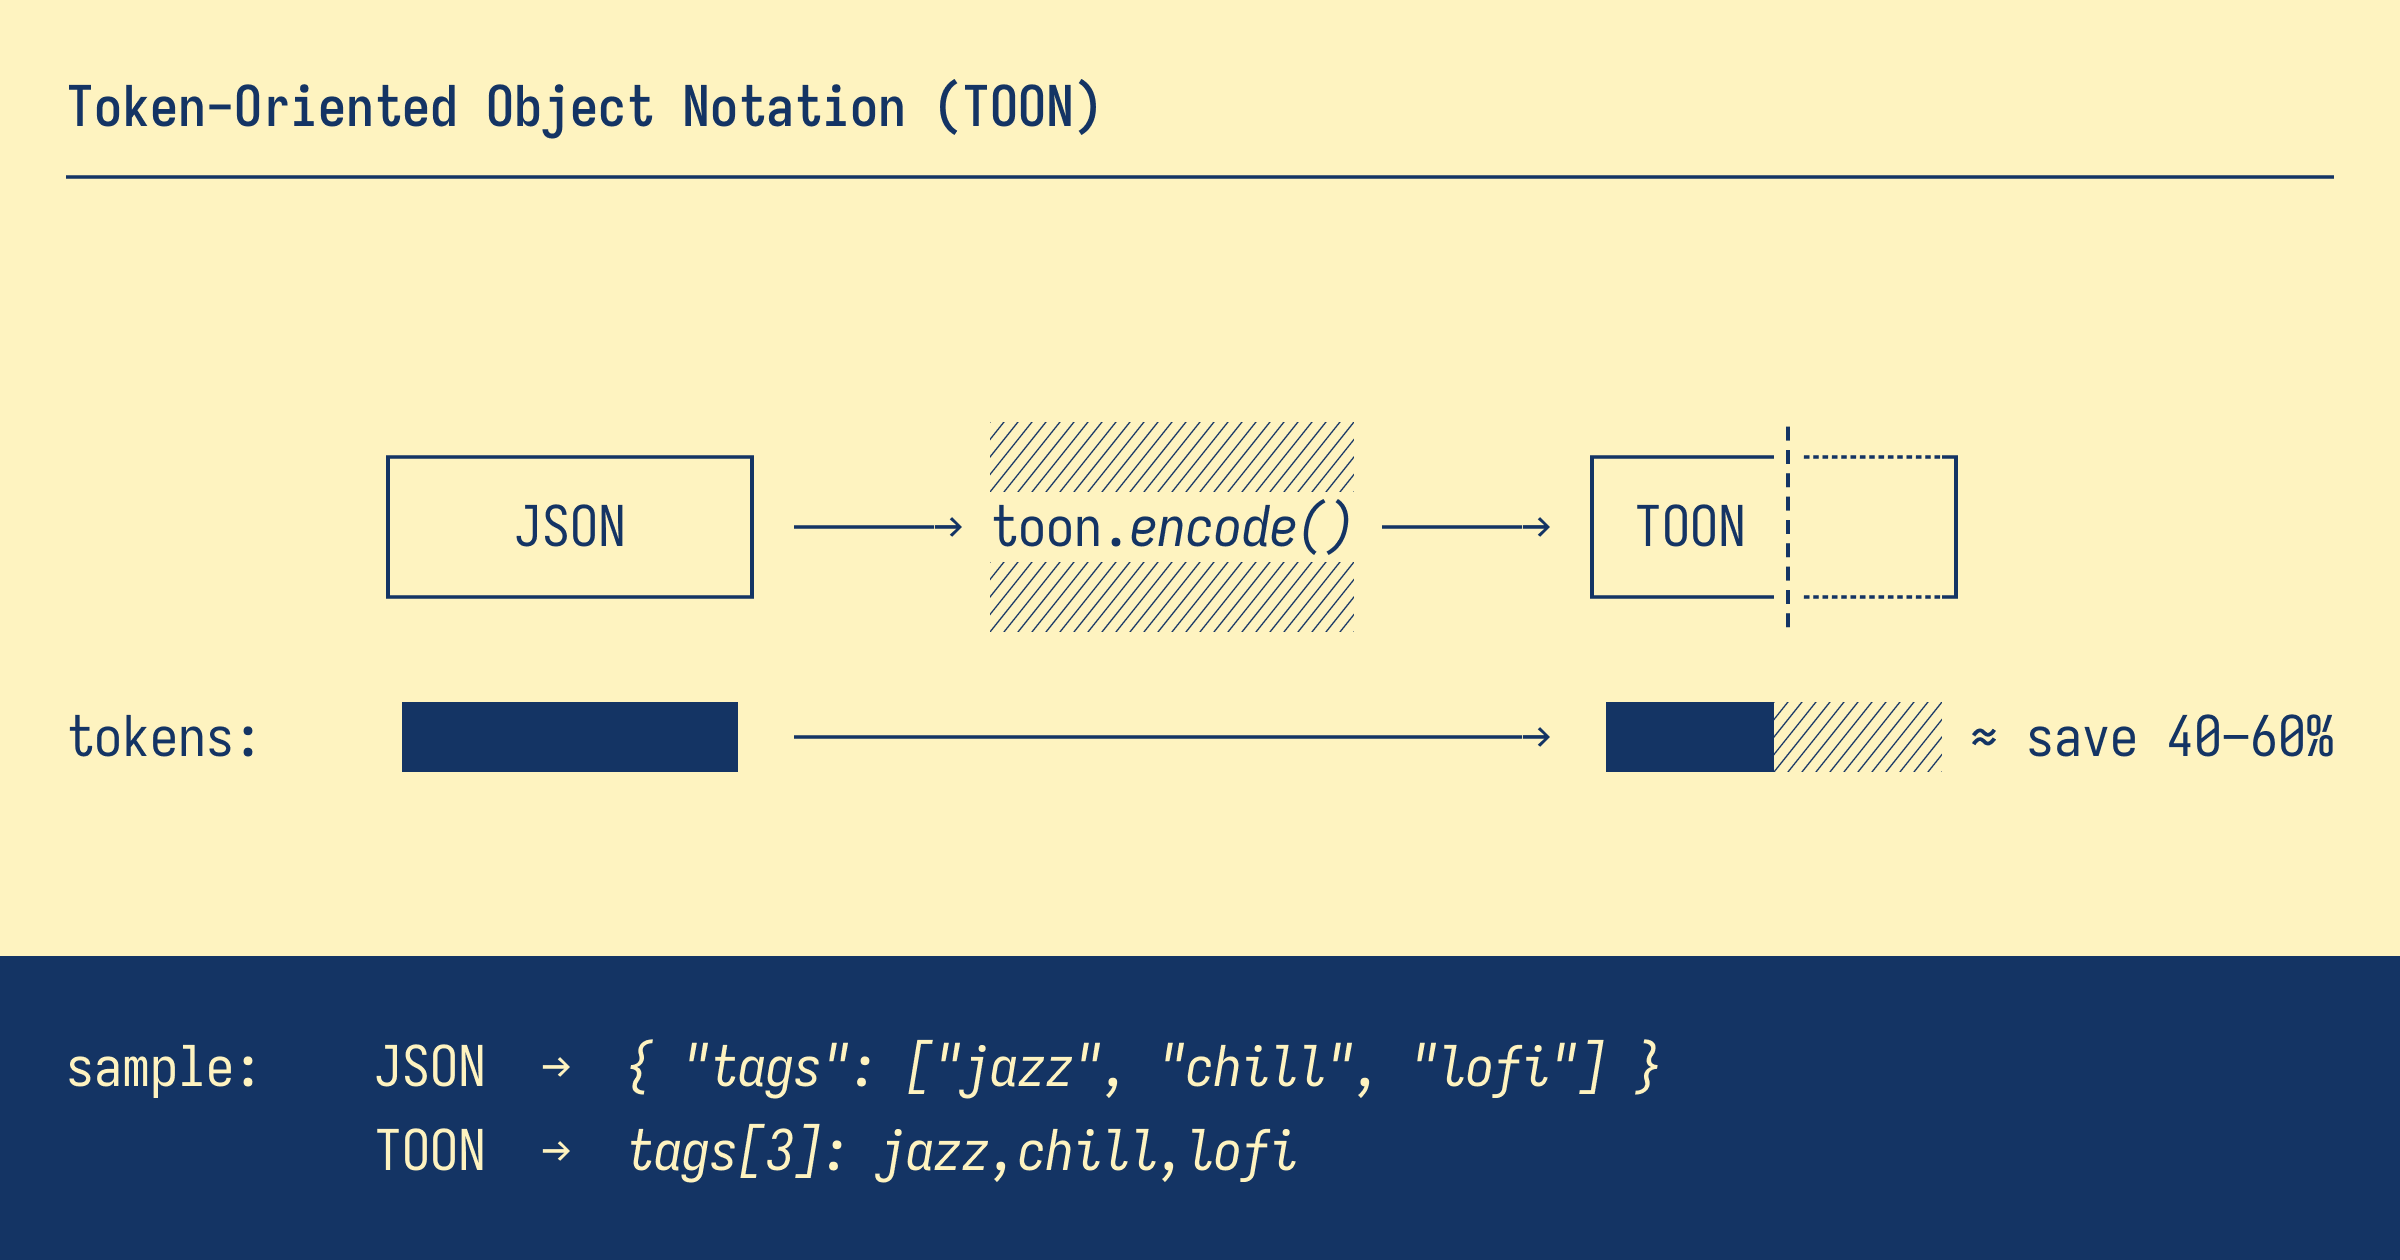 Token-Oriented Object Notation (TOON)
JSON → toon.encode() → TOON
tokens: → ≈ save 40–60%
sample: JSON → { "tags": ["jazz", "chill", "lofi"] }
TOON → tags[3]: jazz,chill,lofi